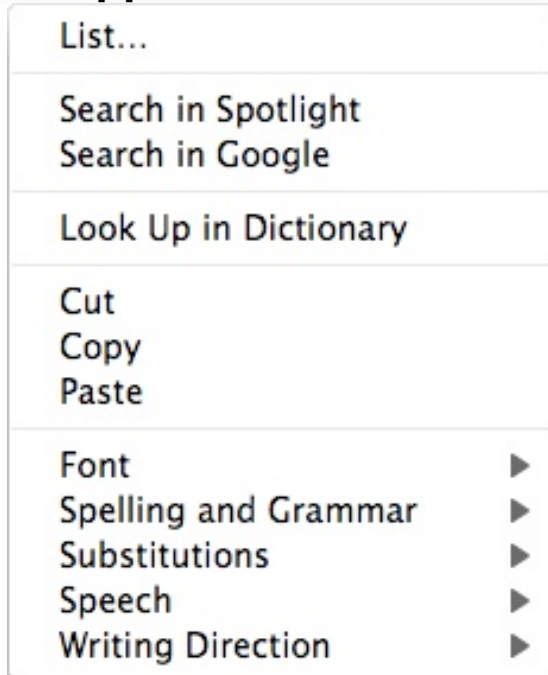 List...
Search in Spotlight
Search in Google
Look Up in Dictionary
Cut
Copy
Paste
Font
Spelling and Grammar
Substitutions
Speech
Writing Direction